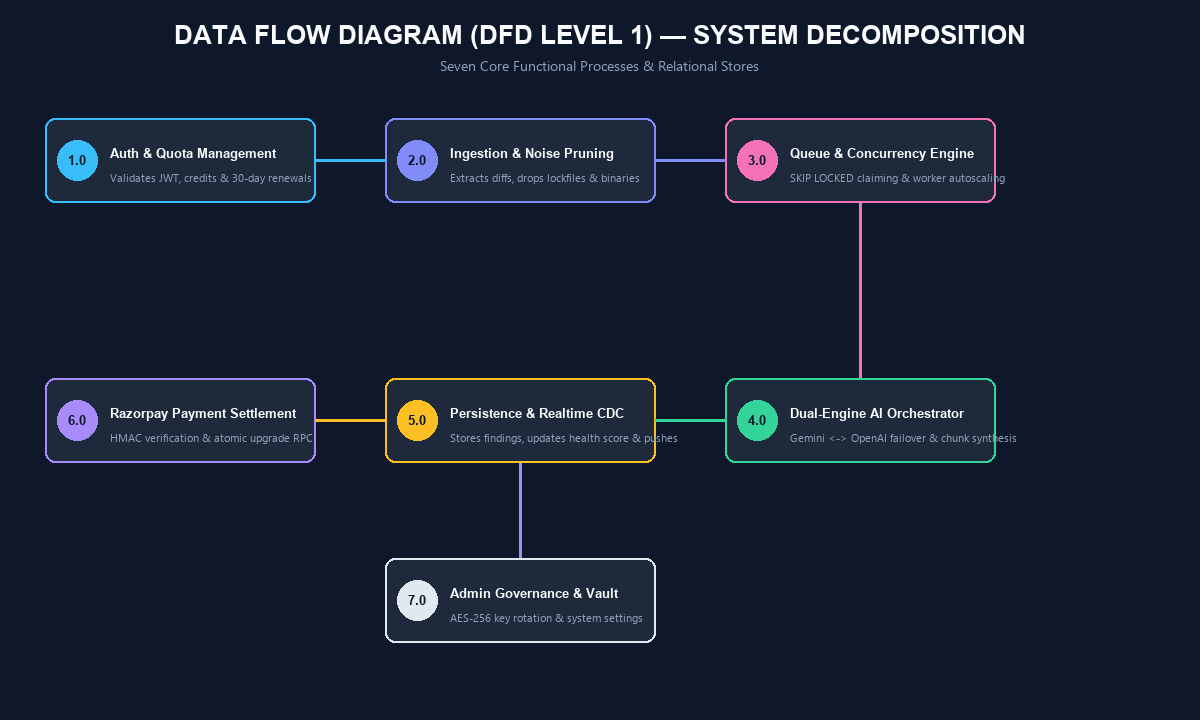 DATA FLOW DIAGRAM (DFD LEVEL 1) — SYSTEM DECOMPOSITION
Seven Core Functional Processes & Relational Stores
1.0
Auth & Quota Management
Validates JWT, credits & 30-day renewals
2.0
Ingestion & Noise Pruning
Extracts diffs, drops lockfiles & binaries
3.0
Queue & Concurrency Engine
SKIP LOCKED claiming & worker autoscaling
6.0
Razorpay Payment Settlement
HMAC verification & atomic upgrade RPC
5.0
Persistence & Realtime CDC
Stores findings, updates health score & pushes
4.0
Dual-Engine AI Orchestrator
Gemini <-> OpenAI failover & chunk synthesis
7.0
Admin Governance & Vault
AES-256 key rotation & system settings